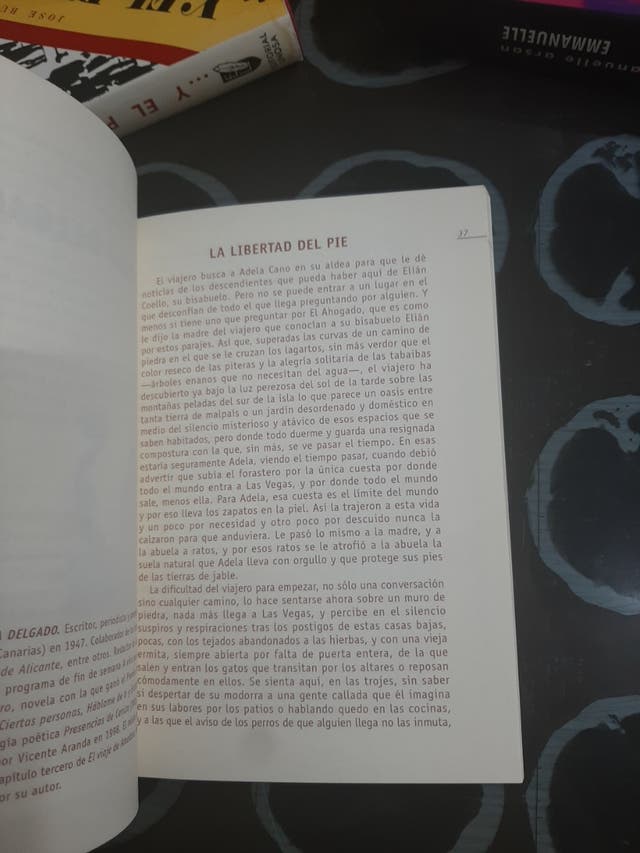 JOSE BU
...Y EL
EMMANUELLE
LA LIBERTAD DEL PIE
37
El viajero busca a Adela Cano en su aldea para que le dé
noticias de los descendientes que pueda haber aquí de Elián
Coello, su bisabuelo. Pero no se puede entrar a un lugar en el
que desconfían de todo el que llega preguntando por alguien. Y
menos si tiene uno que preguntar por El Ahogado, que es como
le dijo la madre del viajero que conocían a su bisabuelo Elián
por estos parajes. Así que, superadas las curvas de un camino de
piedra en el que se le cruzan los lagartos, sin más verdor que el
color reseco de las piteras y la alegría solitaria de las tabaibas
—árboles enanos que no necesitan del agua—, el viajero ha
descubierto ya bajo la luz perezosa del sol de la tarde sobre las
montañas peladas del sur de la isla lo que parece un oasis entre
tanta tierra de malpaís o un jardín desordenado y doméstico en
medio del silencio misterioso y atávico de esos espacios que se
saben habitados, pero donde todo duerme y guarda una resignada
compostura con la que, sin más, se ve pasar el tiempo. En esas
estaría seguramente Adela, viendo el tiempo pasar, cuando debió
advertir que subía el forastero por la única cuesta por donde
todo el mundo entra a Las Vegas, y por donde todo el mundo
sale, menos ella. Para Adela, esa cuesta es el límite del mundo
y por eso lleva los zapatos en la piel. Así la trajeron a esta vida
y un poco por necesidad y otro poco por descuido nunca la
calzaron para que anduviera. Le pasó lo mismo a la madre, y a
la abuela a ratos, y por esos ratos se le atrofió a la abuela la
suela natural que Adela lleva con orgullo y que protege sus pies
de las tierras de jable.
La dificultad del viajero para empezar, no sólo una conversación
sino cualquier camino, lo hace sentarse ahora sobre un muro de
piedra, nada más llega a Las Vegas, y percibe en el silencio
suspiros y respiraciones tras los postigos de estas casas bajas,
pocas, con los tejados abandonados a las hierbas, y con una vieja
ermita, siempre abierta por falta de puerta entera, de la que
salen y entran los gatos que transitan por los altares o reposan
cómodamente en ellos. Se sienta aquí, en las trojes, sin saber
si despertar de su modorra a una gente callada que él imagina
en sus labores por los patios o hablando quedo en las cocinas,
y a las que el aviso de los perros de que alguien llega no las inmuta,
DELGADO. Escritor, periodista y
Canarias) en 1947. Colaborador de
de Alicante, entre otros.
programa de fin de semana
novela con la que ganó el
Ciertas personas, Háblame de
gía poética Presencias de
por Vicente Aranda en 1998. El
capítulo tercero de El viaje de
or su autor.